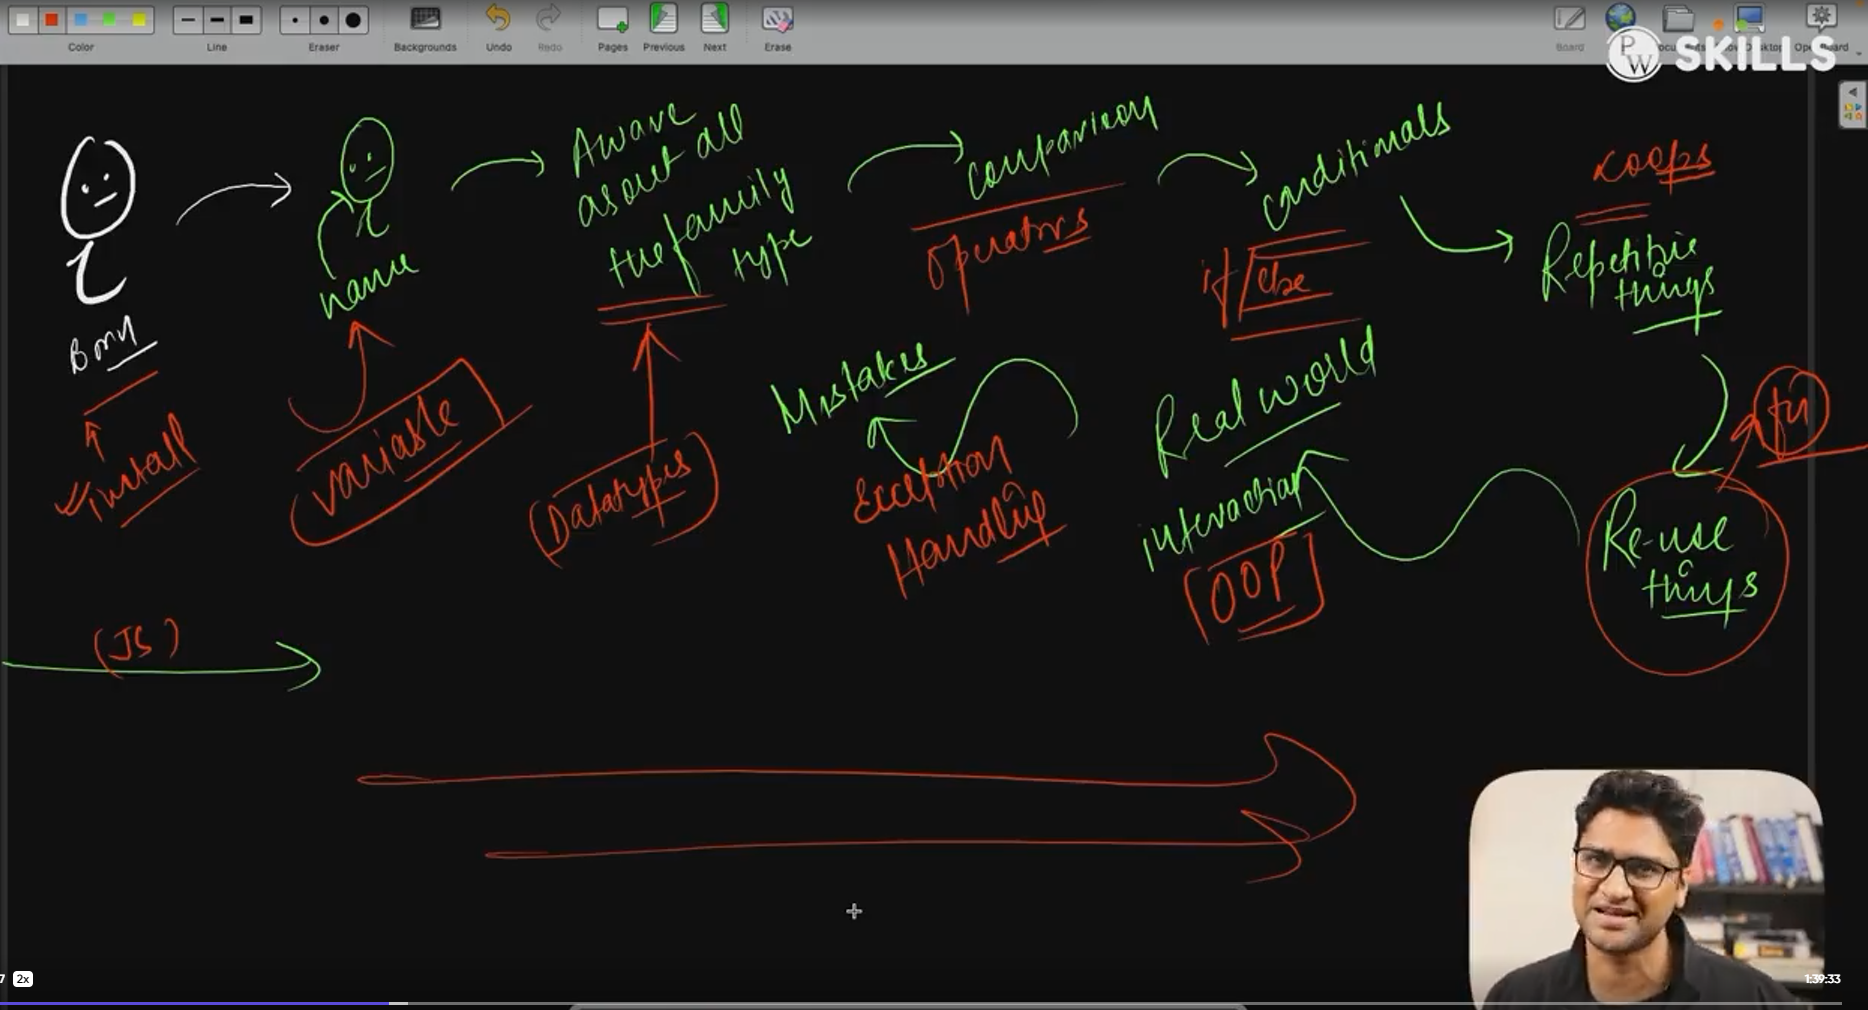 Color
Line
Eraser
Backgrounds
Undo
Redo
Pages
Previous
Next
Erase
Board
PW SKILLS
Born
install
name
variable
Aware
about all
the family
type
(Datatypes)
comparison
operators
conditionals
if else
Loops
Repetitive
things
fn
Re-use
things
Real world
interaction
OOP
Mistakes
Exception
Handling
(JS)
2x
1:39:33